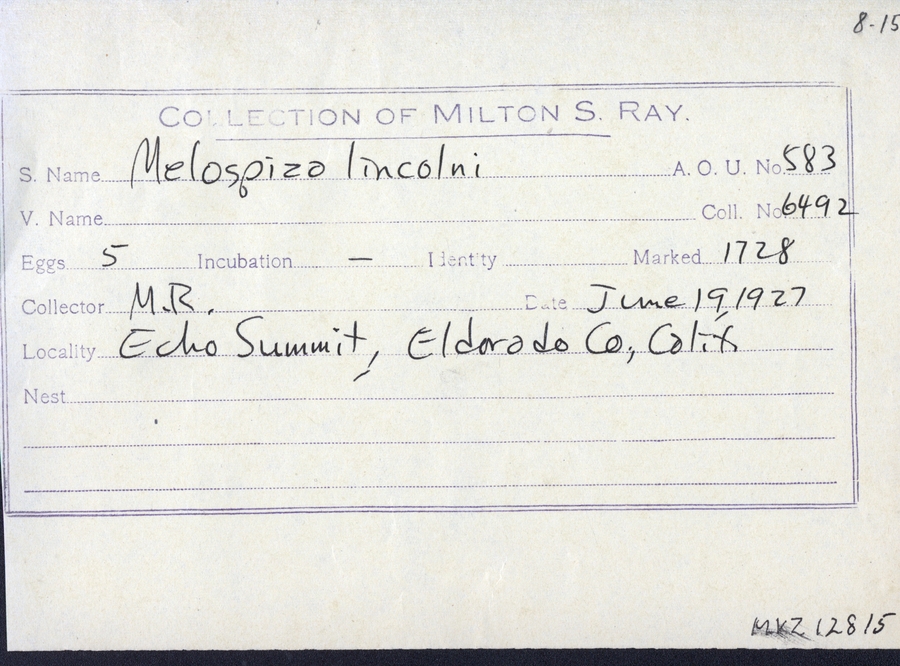 8-15
COLLECTION OF MILTON S. RAY.
S. Name Melospiza lincolni A. O. U. No. 583
V. Name Coll. No. 6492
Eggs 5 Incubation — Identity Marked 1728
Collector M.R. Date June 19, 1927
Locality Echo Summit, Eldorado Co., Calif.
Nest
MVZ 12815